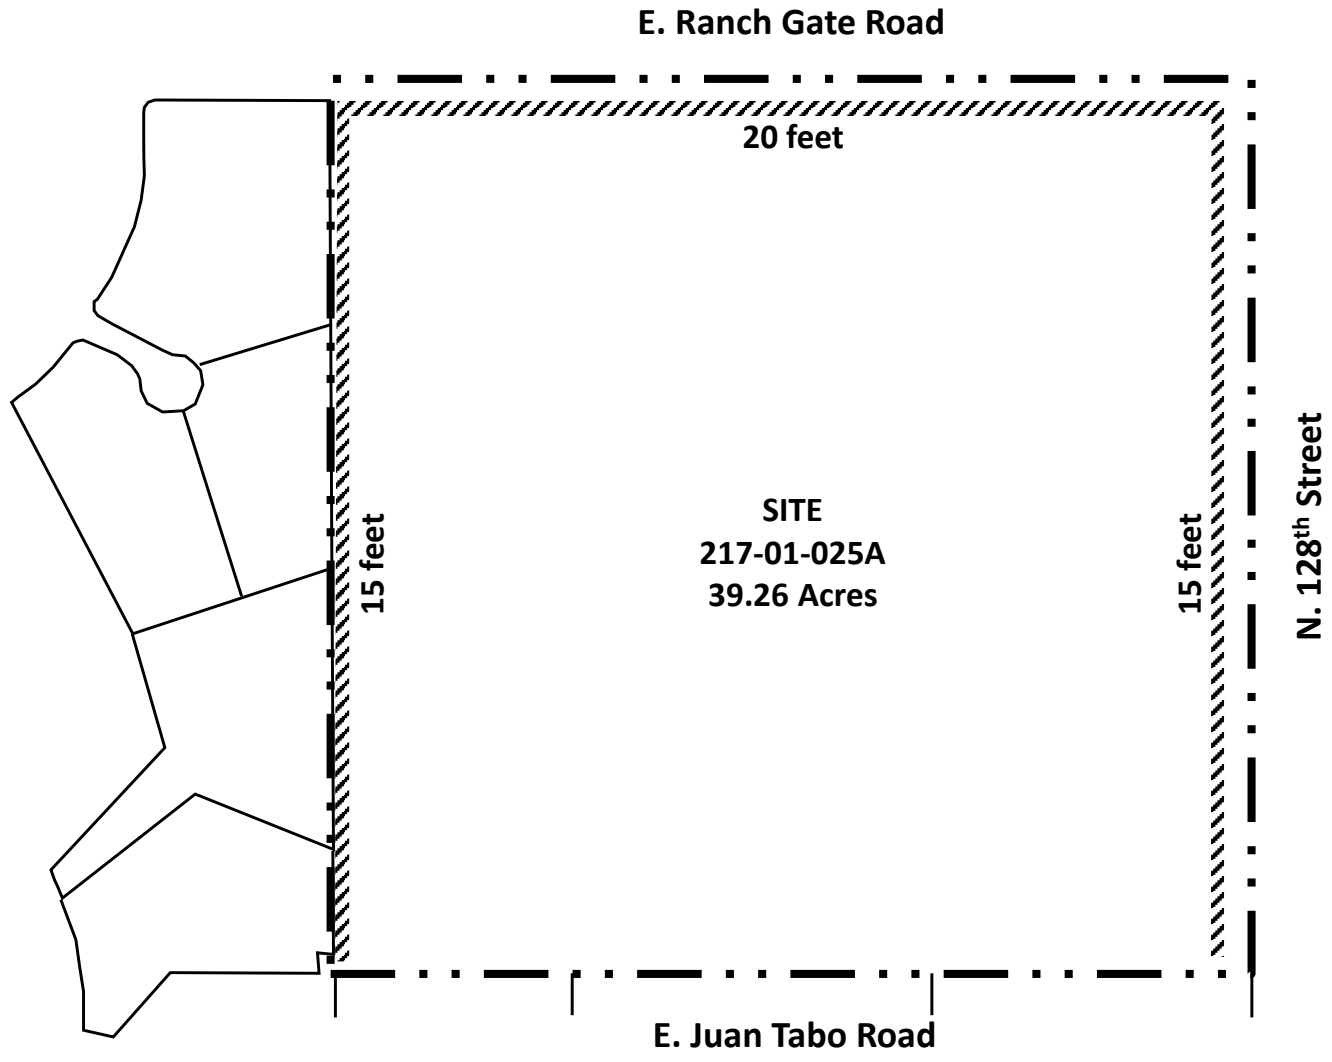 E. Ranch Gate Road
20 feet
15 feet
SITE
217-01-025A
39.26 Acres
15 feet
N. 128th Street
E. Juan Tabo Road